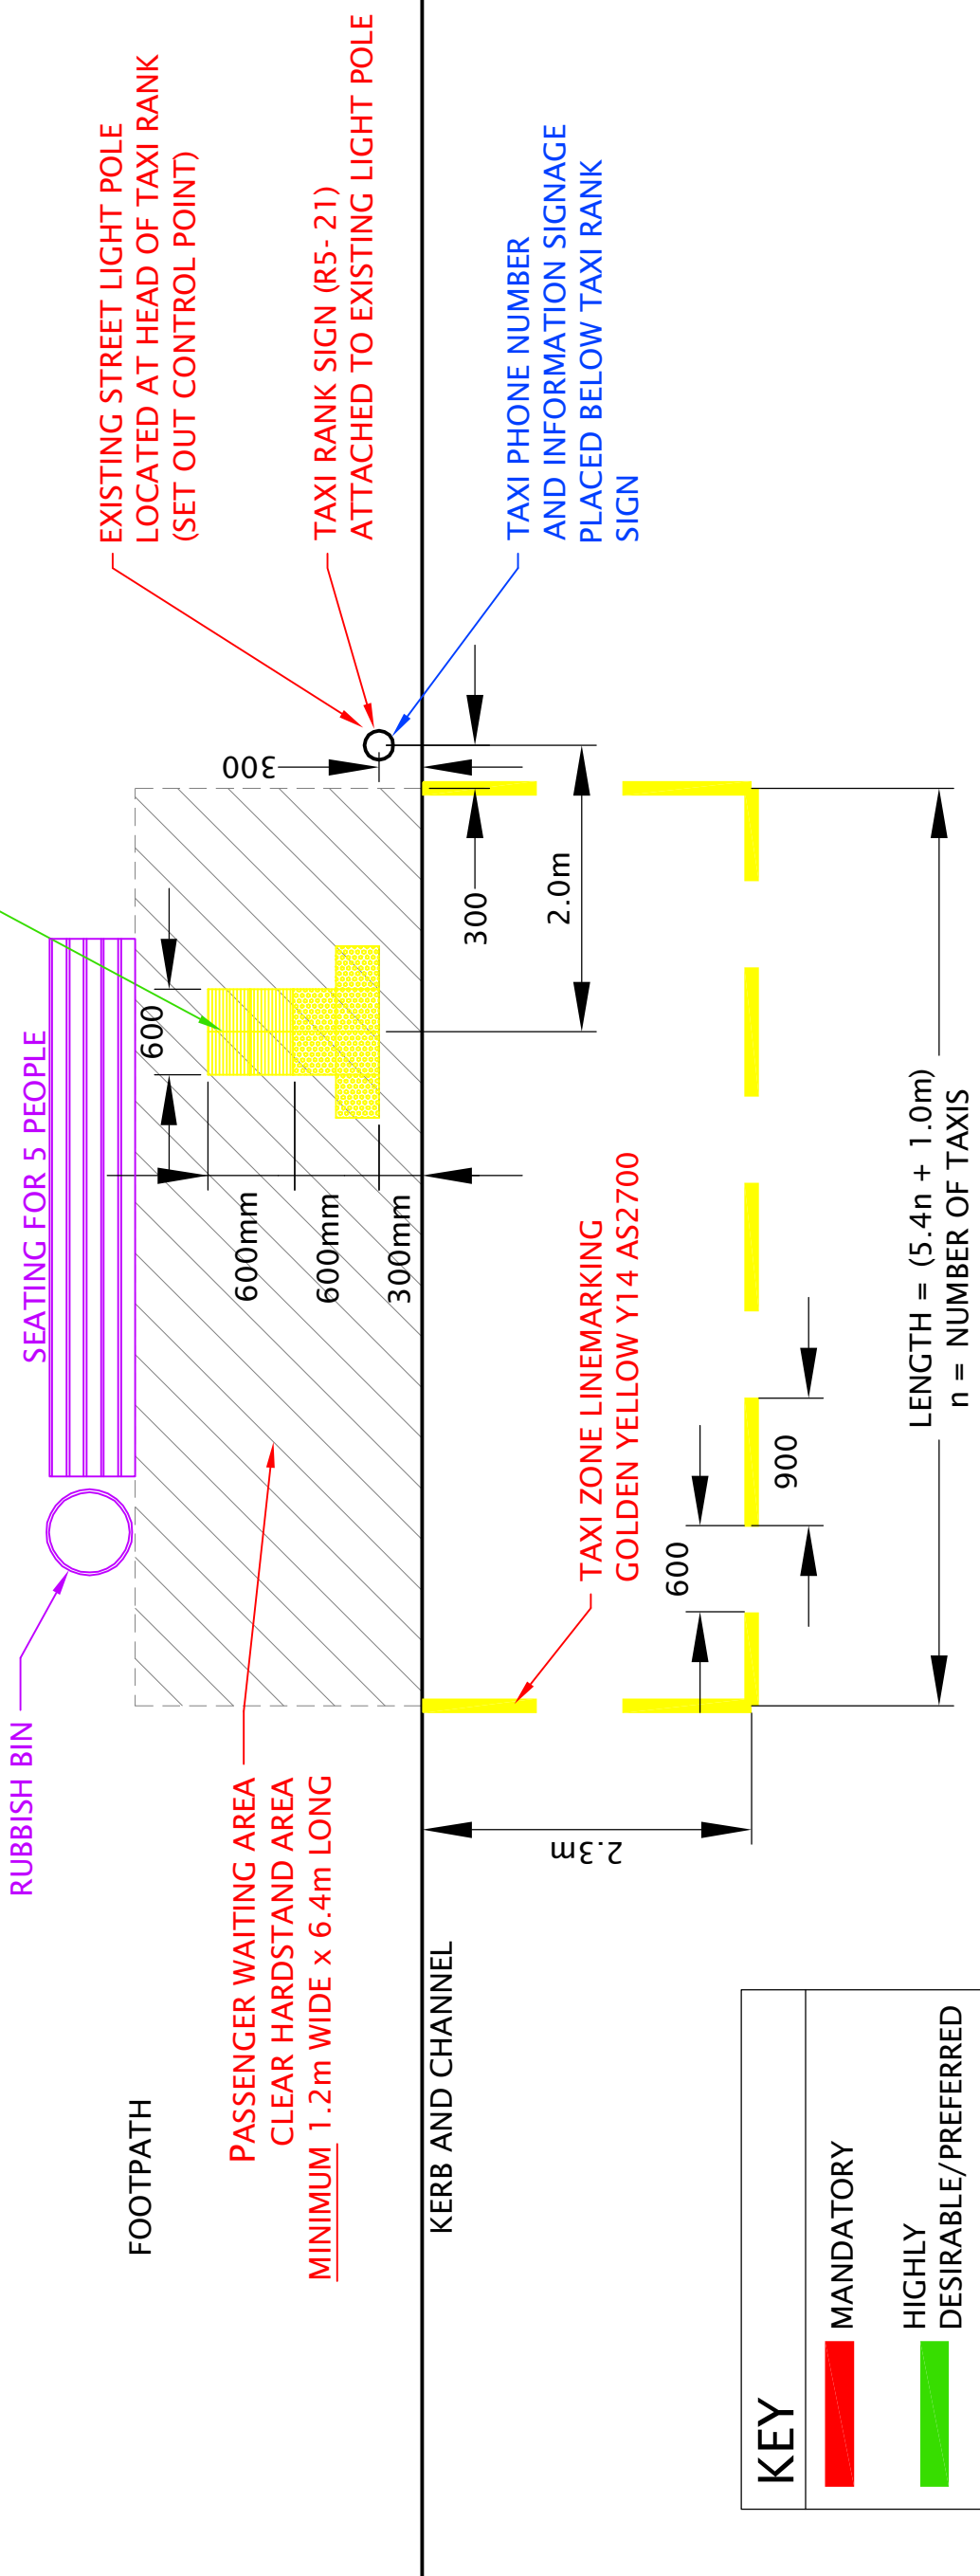 RUBBISH BIN
SEATING FOR 5 PEOPLE
EXISTING STREET LIGHT POLE
LOCATED AT HEAD OF TAXI RANK
(SET OUT CONTROL POINT)
TAXI RANK SIGN (R5- 21)
ATTACHED TO EXISTING LIGHT POLE
TAXI PHONE NUMBER
AND INFORMATION SIGNAGE
PLACED BELOW TAXI RANK
SIGN
FOOTPATH
PASSENGER WAITING AREA
CLEAR HARDSTAND AREA
MINIMUM 1.2m WIDE x 6.4m LONG
KERB AND CHANNEL
600
600mm
600mm
300mm
300
300
2.0m
TAXI ZONE LINEMARKING
GOLDEN YELLOW Y14 AS2700
2.3m
600
900
LENGTH = (5.4n + 1.0m)
n = NUMBER OF TAXIS
KEY
MANDATORY
HIGHLY
DESIRABLE/PREFERRED